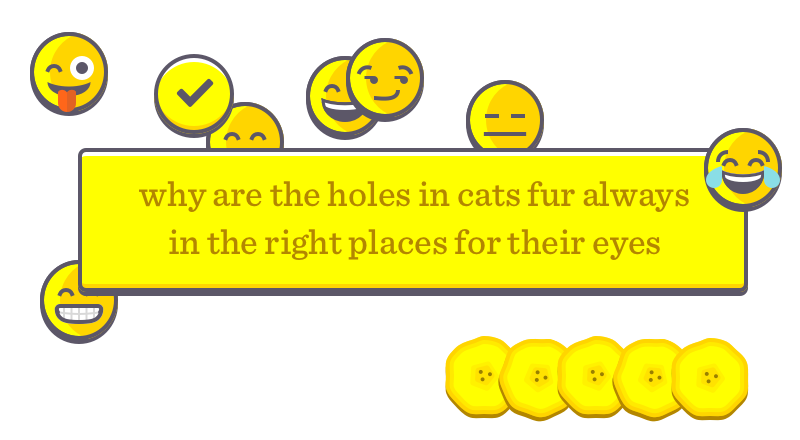 why are the holes in cats fur always
in the right places for their eyes